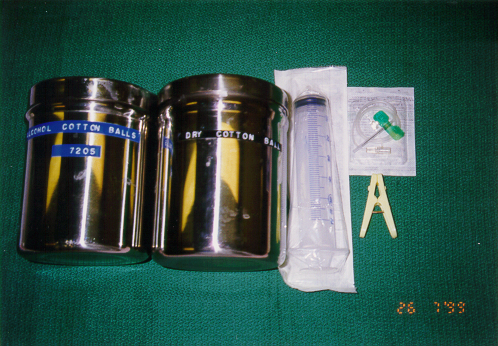 ALCOHOL COTTON BALLS
7205
DRY COTTON BALLS
26 7'99